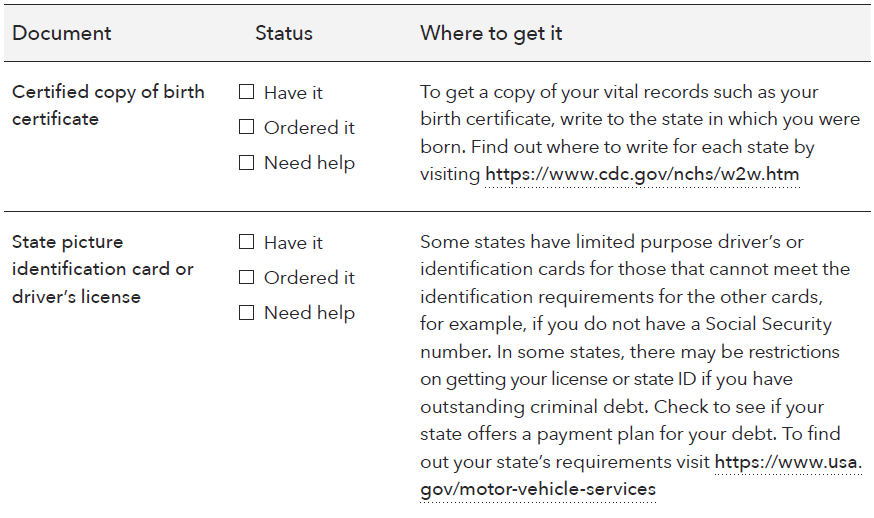 Document Status Where to get it
Certified copy of birth
certificate
☐ Have it
☐ Ordered it
☐ Need help
To get a copy of your vital records such as your
birth certificate, write to the state in which you were
born. Find out where to write for each state by
visiting https://www.cdc.gov/nchs/w2w.htm
State picture
identification card or
driver’s license
☐ Have it
☐ Ordered it
☐ Need help
Some states have limited purpose driver’s or
identification cards for those that cannot meet the
identification requirements for the other cards,
for example, if you do not have a Social Security
number. In some states, there may be restrictions
on getting your license or state ID if you have
outstanding criminal debt. Check to see if your
state offers a payment plan for your debt. To find
out your state’s requirements visit https://www.usa.
gov/motor-vehicle-services